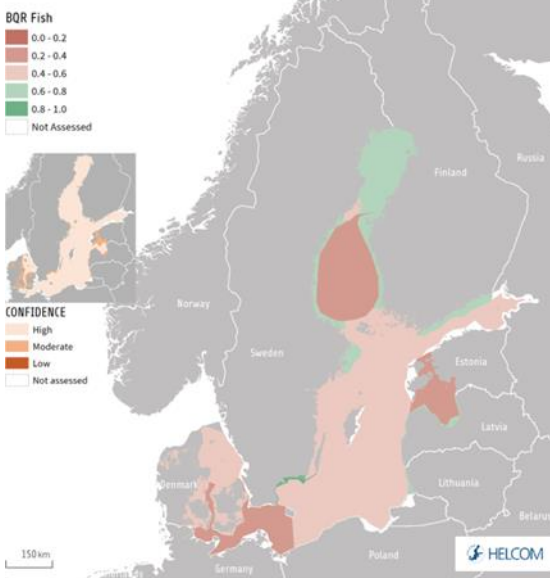 BQR Fish
0.0 - 0.2
0.2 - 0.4
0.4 - 0.6
0.6 - 0.8
0.8 - 1.0
Not Assessed
CONFIDENCE
High
Moderate
Low
Not assessed
Finland
Russia
Norway
Sweden
Estonia
Latvia
Denmark
Lithuania
Belarus
Poland
Germany
150 km
HELCOM